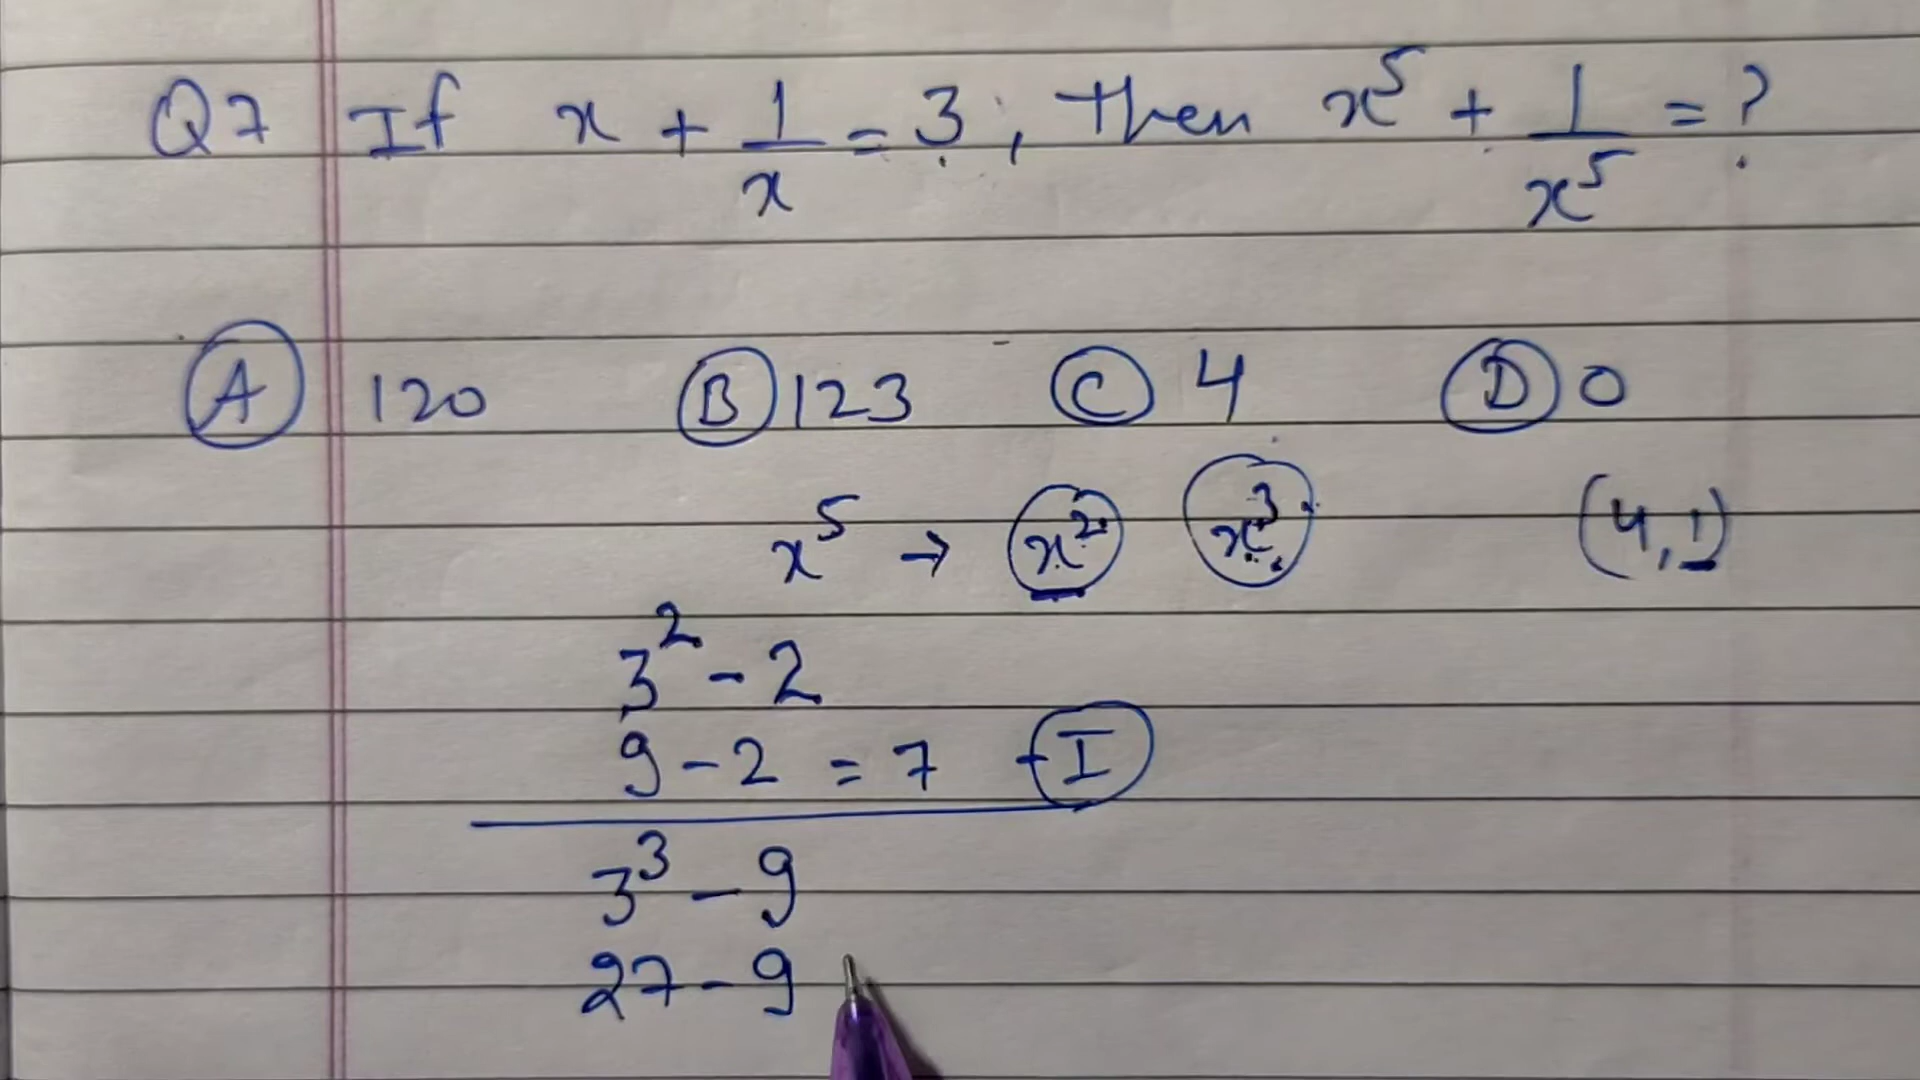 Q7 If x + 1/x = 3, then x⁵ + 1/x⁵ = ?
(A) 120 (B) 123 (C) 4 (D) 0
x⁵ → x² x³ (4,1)
3² - 2
9 - 2 = 7 - I
3³ - 9
27 - 9